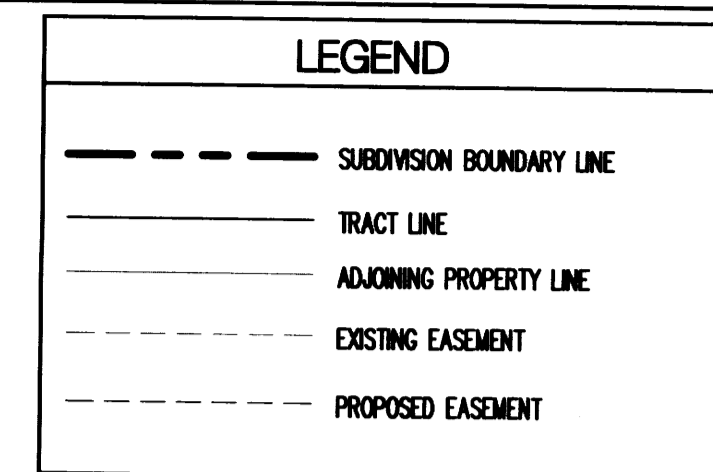 LEGEND
SUBDIVISION BOUNDARY LINE
TRACT LINE
ADJOINING PROPERTY LINE
EXISTING EASEMENT
PROPOSED EASEMENT